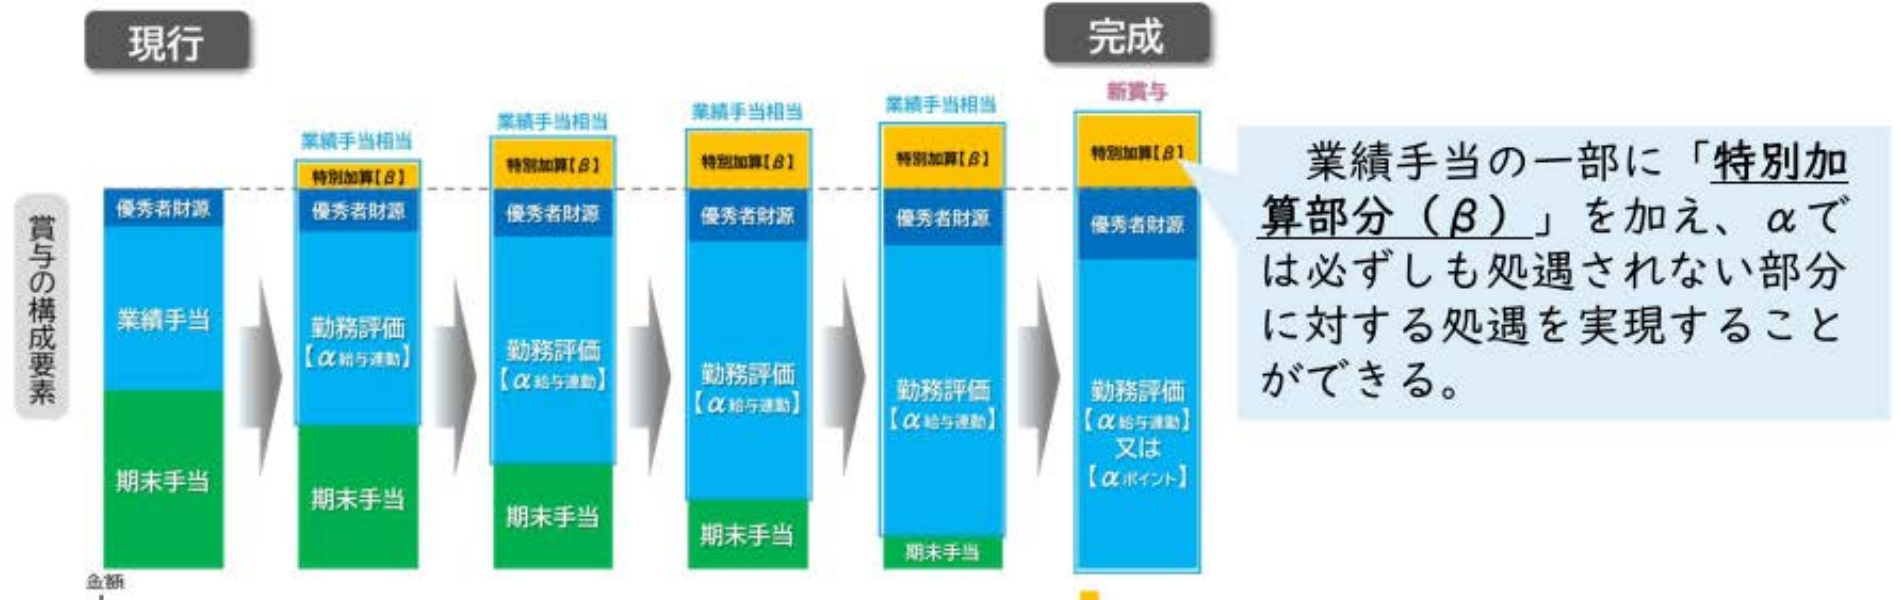 現行
完成
賞与の構成要素
優秀者財源
業績手当
期末手当
業績手当相当
特別加算【β】
優秀者財源
勤務評価
【α給与連動】
期末手当
業績手当相当
特別加算【β】
優秀者財源
勤務評価
【α給与連動】
期末手当
業績手当相当
特別加算【β】
優秀者財源
勤務評価
【α給与連動】
期末手当
業績手当相当
特別加算【β】
優秀者財源
勤務評価
【α給与連動】
期末手当
新賞与
特別加算【β】
優秀者財源
勤務評価
【α給与連動】
又は
【αポイント】
業績手当の一部に「特別加
算部分（β）」を加え、αで
は必ずしも処遇されない部分
に対する処遇を実現すること
ができる。
金額